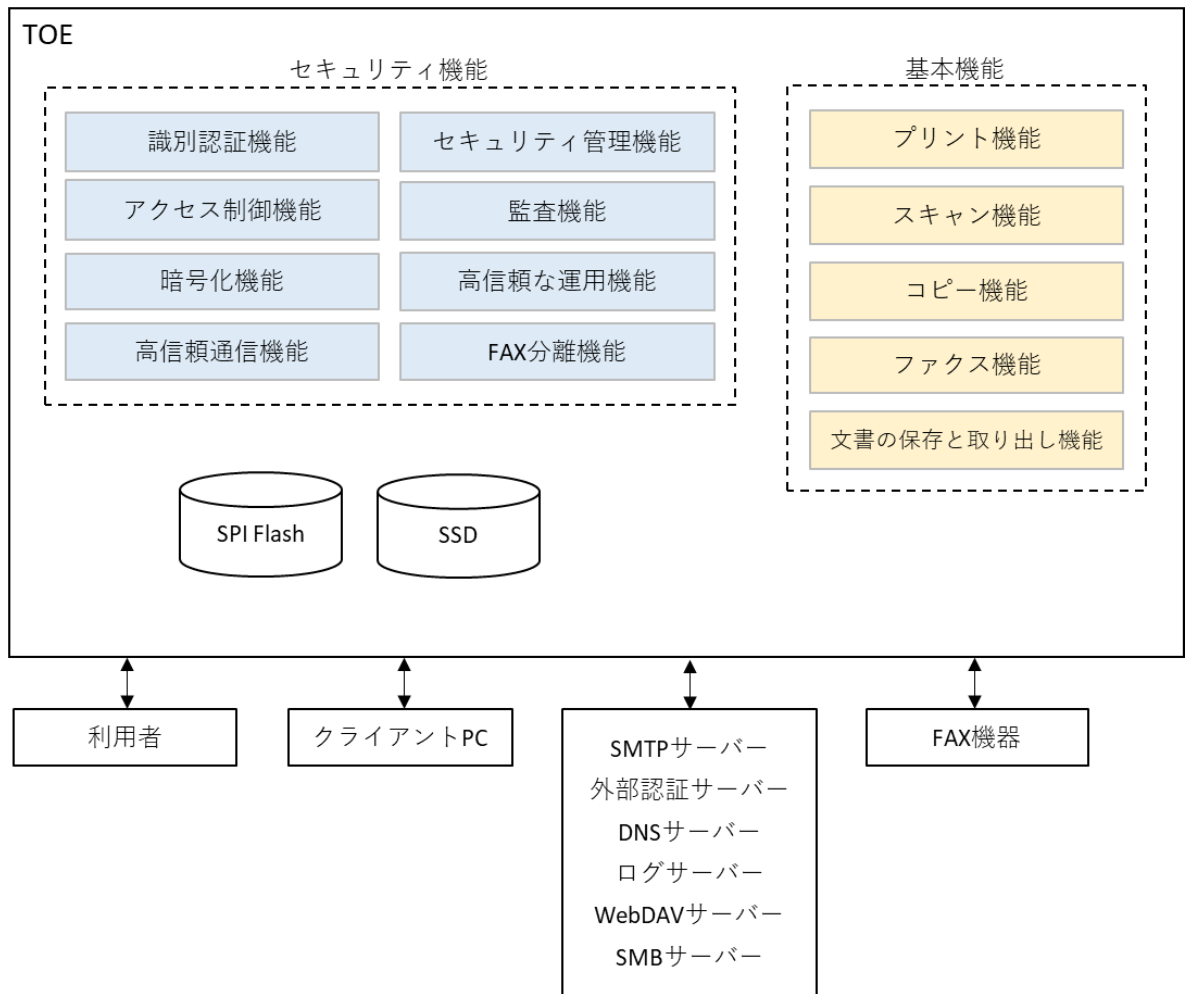 TOE
セキュリティ機能
識別認証機能
セキュリティ管理機能
アクセス制御機能
監査機能
暗号化機能
高信頼な運用機能
高信頼通信機能
FAX分離機能
基本機能
プリント機能
スキャン機能
コピー機能
ファクス機能
文書の保存と取り出し機能
SPI Flash
SSD
利用者
クライアントPC
SMTPサーバー
外部認証サーバー
DNSサーバー
ログサーバー
WebDAVサーバー
SMBサーバー
FAX機器